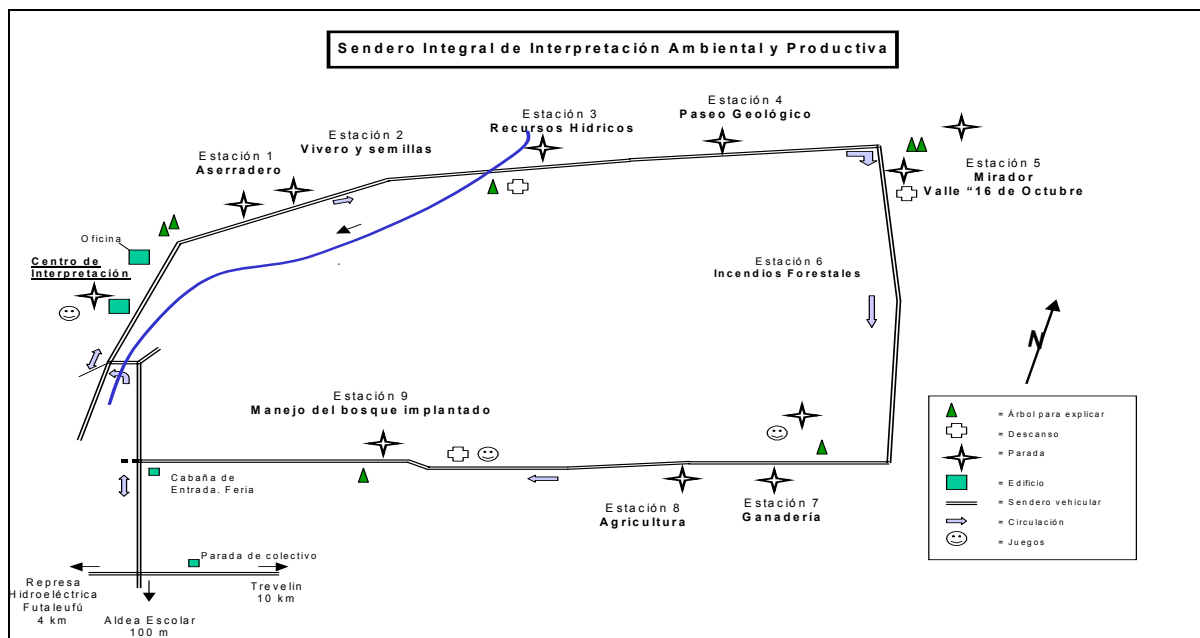 Sendero Integral de Interpretación Ambiental y Productiva
Estación 1
Aserradero
Estación 2
Vivero y semillas
Estación 3
Recursos Hídricos
Estación 4
Paseo Geológico
Estación 5
Mirador
Valle “16 de Octubre
Oficina
Centro de
Interpretación
Estación 6
Incendios Forestales
N
Estación 9
Manejo del bosque implantado
Cabaña de
Entrada. Feria
Estación 8
Agricultura
Estación 7
Ganadería
Parada de colectivo
Represa
Hidroeléctrica
Futaleufú
4 km
Aldea Escolar
100 m
Trevelin
10 km
= Árbol para explicar
= Descanso
= Parada
= Edificio
= Sendero vehicular
= Circulación
= Juegos